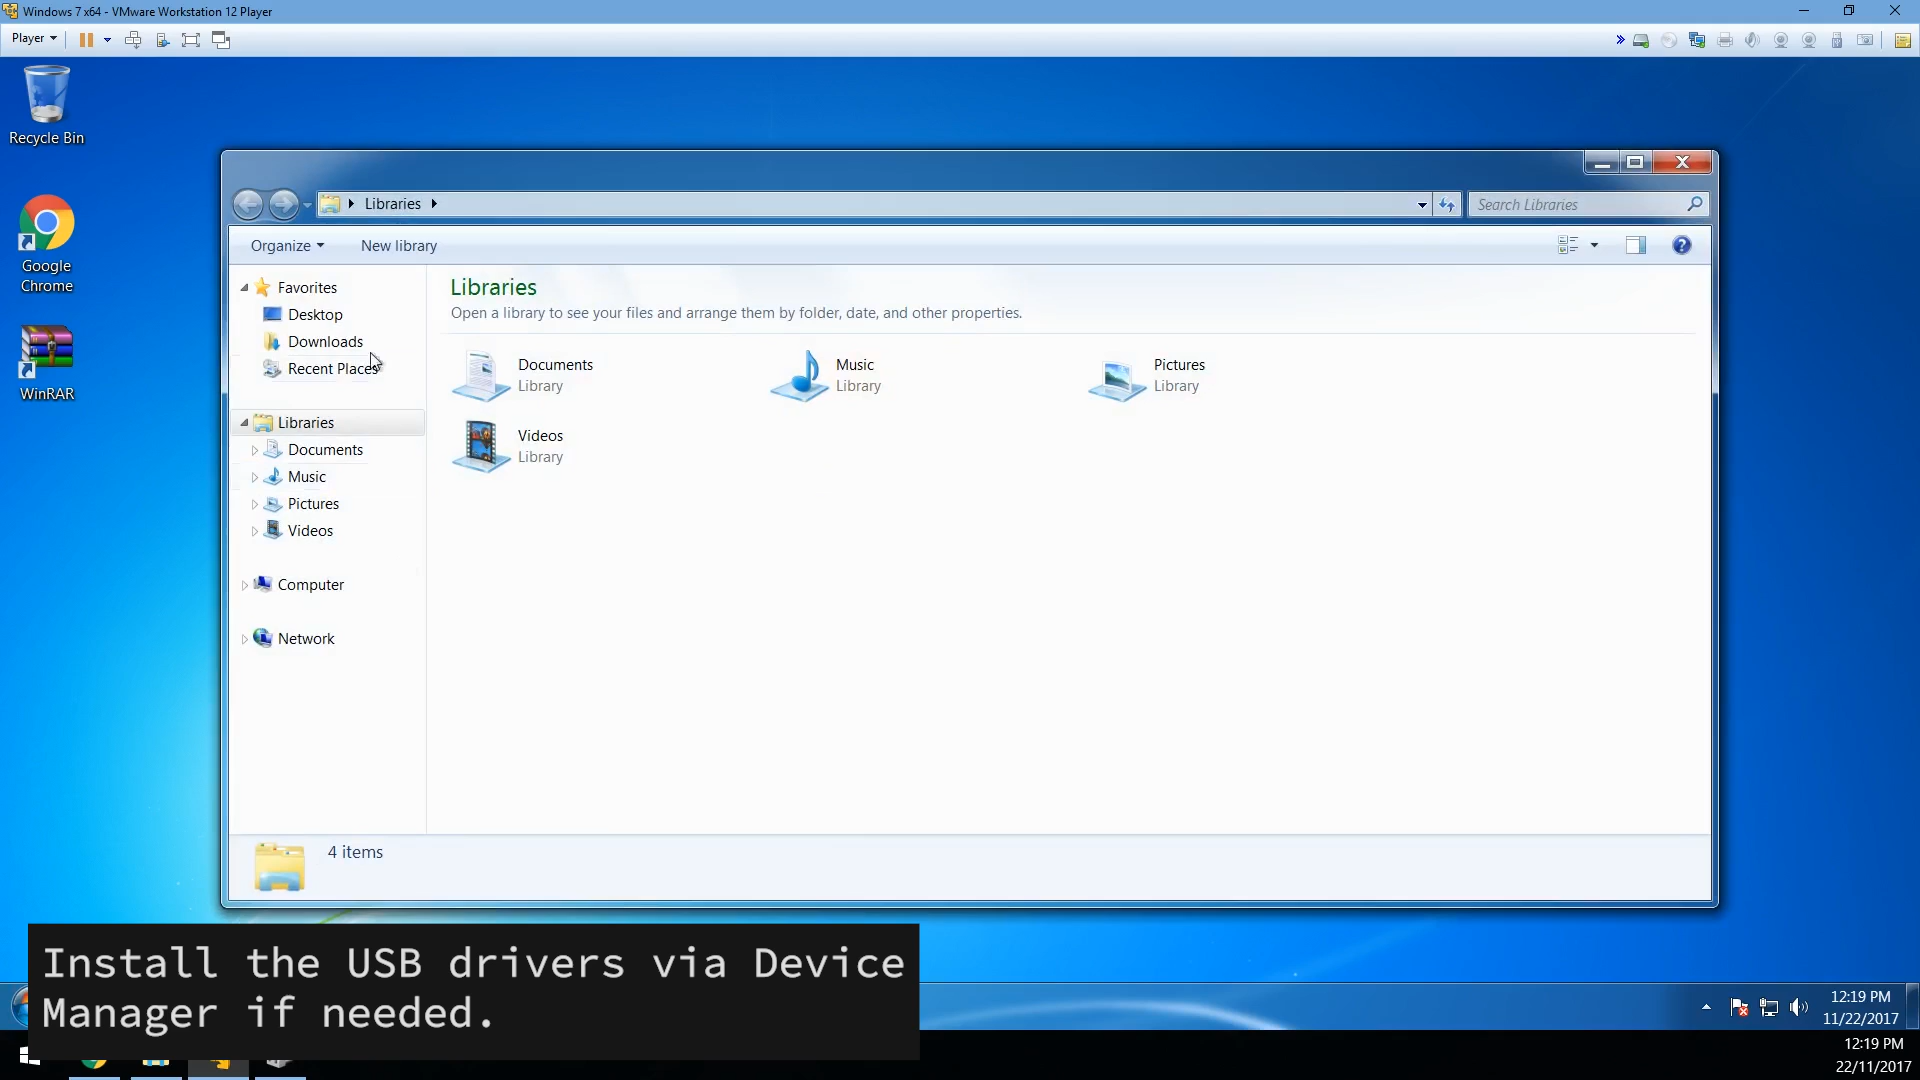 Windows 7 x64 - VMware Workstation 12 Player
Player
Recycle Bin
Google
Chrome
WinRAR
Libraries
Search Libraries
Organize
New library
Favorites
Desktop
Downloads
Recent Places
Libraries
Documents
Music
Pictures
Videos
Computer
Network
Libraries
Open a library to see your files and arrange them by folder, date, and other properties.
Documents
Library
Music
Library
Pictures
Library
Videos
Library
4 items
Install the USB drivers via Device
Manager if needed.
12:19 PM
11/22/2017
12:19 PM
22/11/2017